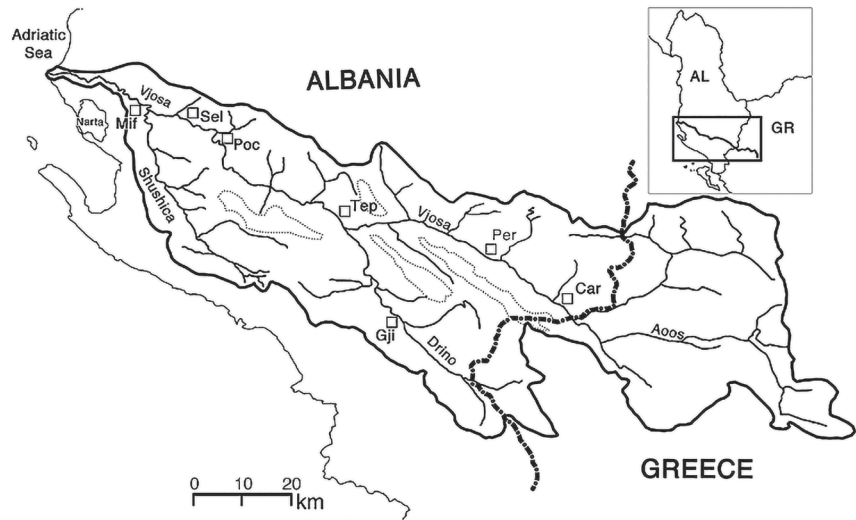 Adriatic
Sea
ALBANIA
AL
GR
Vjosa
Narta
Mif
Sel
Poc
Shushica
Tep
Vjosa
Per
Car
Gji
Drino
Aoos
GREECE
0 10 20
km